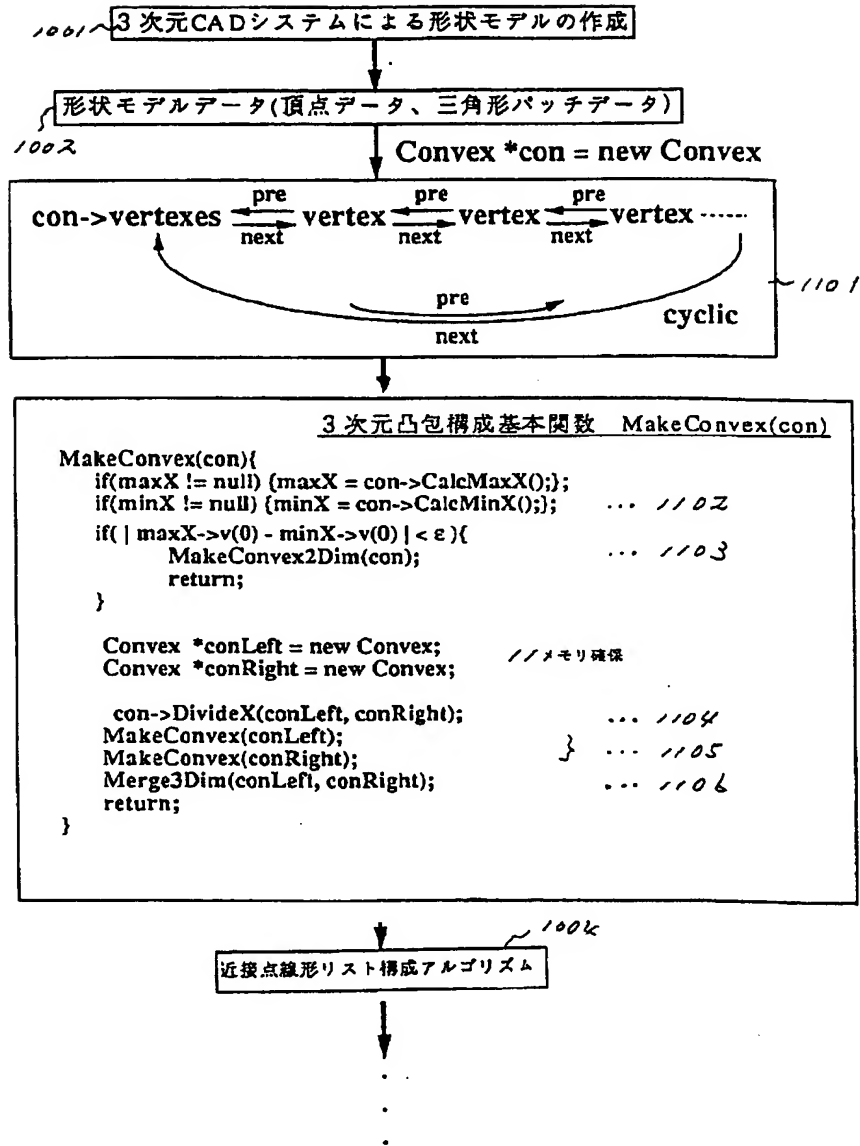 1001 3次元CADシステムによる形状モデルの作成
形状モデルデータ(頂点データ、三角形パッチデータ)
1002
Convex *con = new Convex
pre pre pre
con->vertexes vertex vertex vertex ······
next next next
pre
next
cyclic
1101
3次元凸包構成基本関数 MakeConvex(con)
MakeConvex(con){
if(maxX != null) {maxX = con->CalcMaxX();};
if(minX != null) {minX = con->CalcMinX();}; ... 1102
if( | maxX->v(0) - minX->v(0) | < ε ){
MakeConvex2Dim(con); ... 1103
return;
}
Convex *conLeft = new Convex; //メモリ確保
Convex *conRight = new Convex;
con->DivideX(conLeft, conRight); ... 1104
MakeConvex(conLeft);
MakeConvex(conRight); } ... 1105
Merge3Dim(conLeft, conRight); ... 1106
return;
}
1004
近接点線形リスト構成アルゴリズム